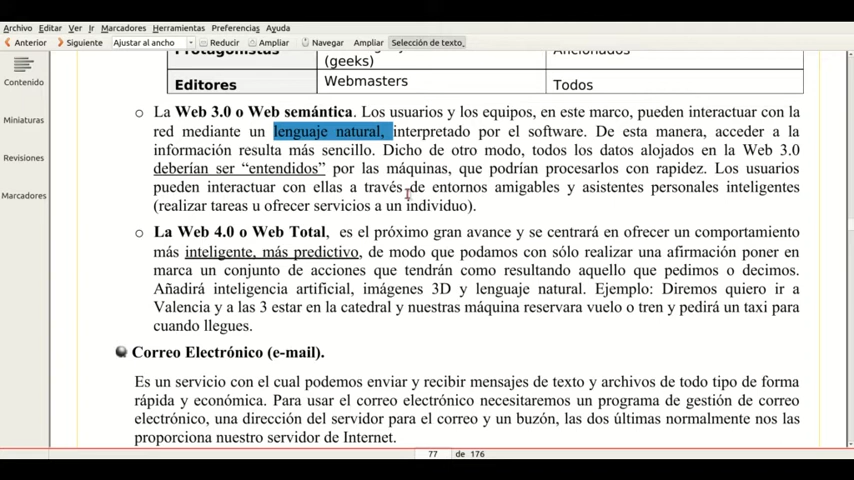 Archivo Editar Ver Ir Marcadores Herramientas Preferencias Ayuda
Anterior Siguiente Ajustar al ancho Reducir Ampliar Navegar Ampliar Selección de texto
Contenido
Miniaturas
Revisiones
Marcadores
(geeks)
Editores Webmasters Todos
La Web 3.0 o Web semántica. Los usuarios y los equipos, en este marco, pueden interactuar con la
red mediante un lenguaje natural, interpretado por el software. De esta manera, acceder a la
información resulta más sencillo. Dicho de otro modo, todos los datos alojados en la Web 3.0
deberían ser “entendidos” por las máquinas, que podrían procesarlos con rapidez. Los usuarios
pueden interactuar con ellas a través de entornos amigables y asistentes personales inteligentes
(realizar tareas u ofrecer servicios a un individuo).
La Web 4.0 o Web Total, es el próximo gran avance y se centrará en ofrecer un comportamiento
más inteligente, más predictivo, de modo que podamos con sólo realizar una afirmación poner en
marca un conjunto de acciones que tendrán como resultando aquello que pedimos o decimos.
Añadirá inteligencia artificial, imágenes 3D y lenguaje natural. Ejemplo: Diremos quiero ir a
Valencia y a las 3 estar en la catedral y nuestras máquina reservara vuelo o tren y pedirá un taxi para
cuando llegues.
Correo Electrónico (e-mail).
Es un servicio con el cual podemos enviar y recibir mensajes de texto y archivos de todo tipo de forma
rápida y económica. Para usar el correo electrónico necesitaremos un programa de gestión de correo
electrónico, una dirección del servidor para el correo y un buzón, las dos últimas normalmente nos las
proporciona nuestro servidor de Internet.
77 de 176